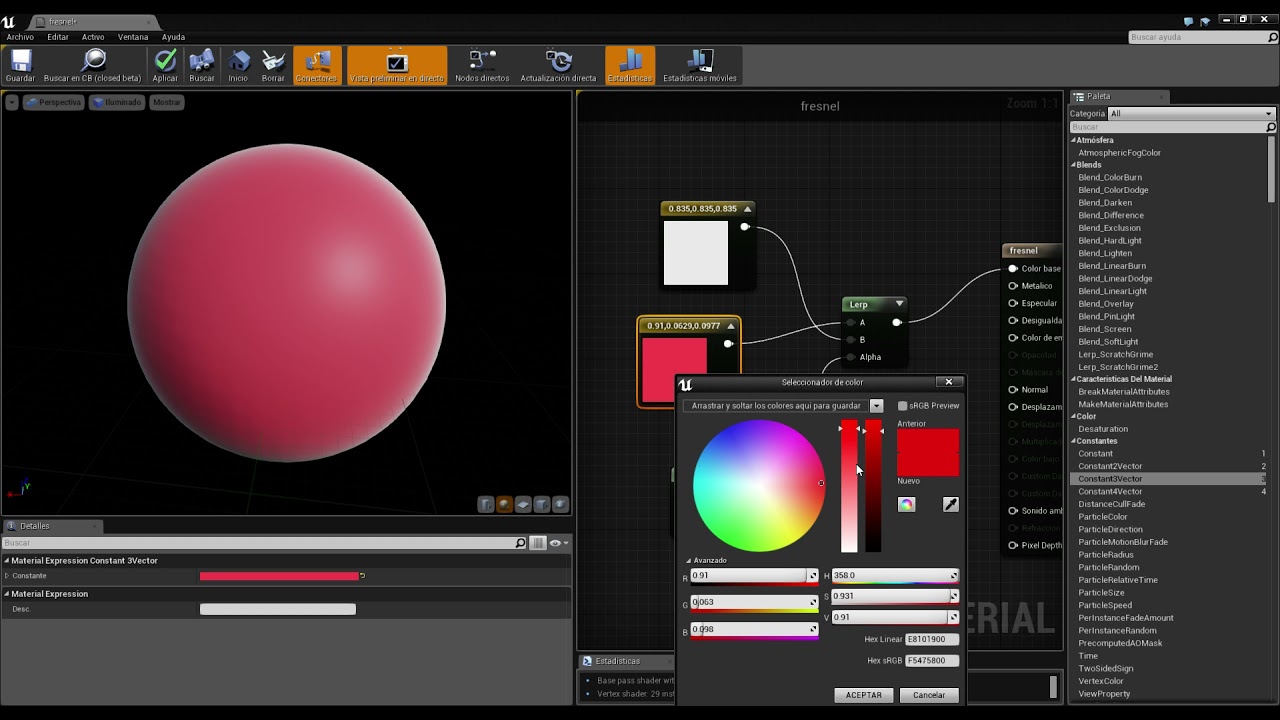 fresnel*
Archivo Editar Activo Ventana Ayuda
Buscar ayuda
Guardar Buscar en CB (closed beta) Aplicar Buscar Inicio Borrar Conectores Vista preliminar en directo Nodos directos Actualización directa Estadísticas Estadísticas móviles
Perspectiva Iluminado Mostrar
fresnel
Zoom 1:1
0.835,0.835,0.835
0.91,0.0629,0.0977
Lerp
A
B
Alpha
fresnel
Color base
Metalico
Especular
Desigualda
Color de em
Opacidad
Máscara de
Normal
Desplazam
Desplazam
Multiplicad
Color bajo
Custom Da
Custom Da
Sonido amb
Refraccion
Pixel Depth
ERIAL
Seleccionador de color
Arrastrar y soltar los colores aqui para guardar
sRGB Preview
Anterior
Nuevo
Avanzado
R 0.91
G 0.063
B 0.098
H 358.0
S 0.931
V 0.91
Hex Linear E8101900
Hex sRGB F5475800
ACEPTAR Cancelar
Detalles
Buscar
Material Expression Constant 3Vector
Constante
Material Expression
Desc.
Estadísticas
Base pass shader wit
Vertex shader: 29 inst
Paleta
Categoria All
Buscar
Atmósfera
AtmosphericFogColor
Blends
Blend_ColorBurn
Blend_ColorDodge
Blend_Darken
Blend_Difference
Blend_Exclusion
Blend_HardLight
Blend_Lighten
Blend_LinearBurn
Blend_LinearDodge
Blend_LinearLight
Blend_Overlay
Blend_PinLight
Blend_Screen
Blend_SoftLight
Lerp_ScratchGrime
Lerp_ScratchGrime2
Caracteristicas Del Material
BreakMaterialAttributes
MakeMaterialAttributes
Color
Desaturation
Constantes
Constant 1
Constant2Vector 2
Constant3Vector 3
Constant4Vector 4
DistanceCullFade
ParticleColor
ParticleDirection
ParticleMotionBlurFade
ParticleRadius
ParticleRandom
ParticleRelativeTime
ParticleSize
ParticleSpeed
PerInstanceFadeAmount
PerInstanceRandom
PrecomputedAOMask
Time
TwoSidedSign
VertexColor
ViewProperty